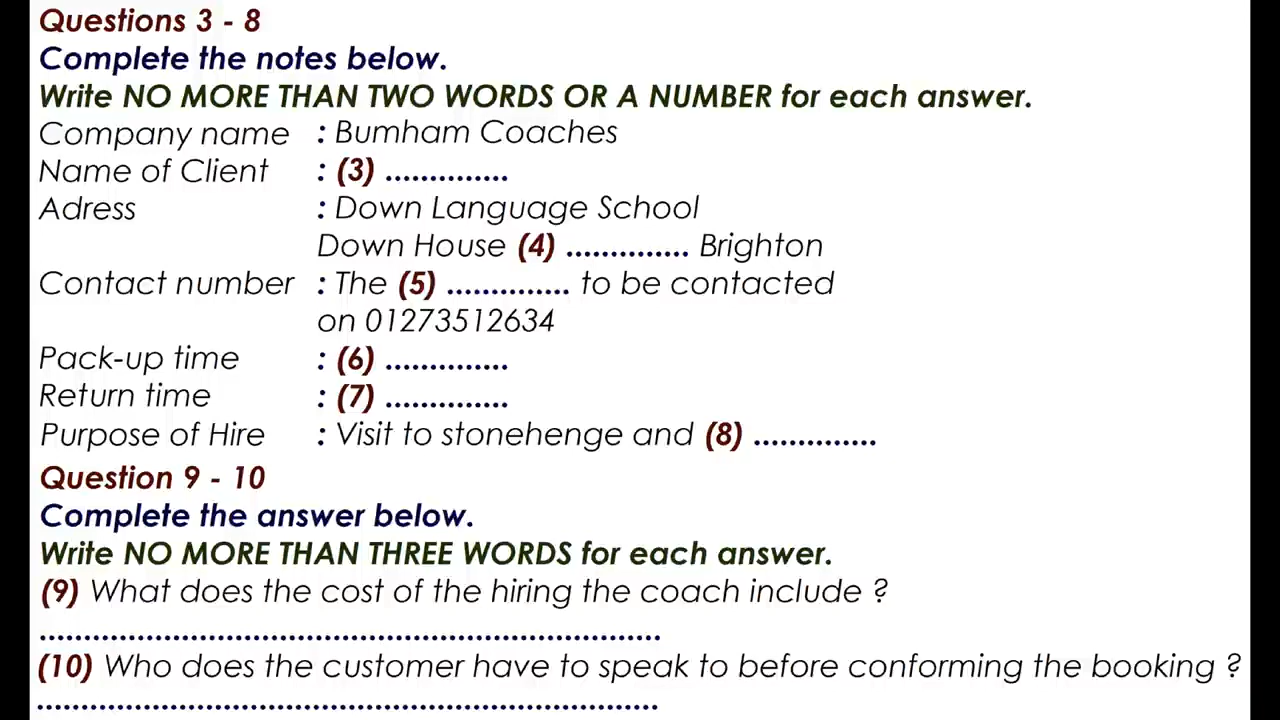 Questions 3 - 8
Complete the notes below.
Write NO MORE THAN TWO WORDS OR A NUMBER for each answer.
Company name : Bumham Coaches
Name of Client : (3) ..............
Adress : Down Language School
Down House (4) .............. Brighton
Contact number : The (5) .............. to be contacted
on 01273512634
Pack-up time : (6) ..............
Return time : (7) ..............
Purpose of Hire : Visit to stonehenge and (8) ..............
Question 9 - 10
Complete the answer below.
Write NO MORE THAN THREE WORDS for each answer.
(9) What does the cost of the hiring the coach include ?
.......................................................................
(10) Who does the customer have to speak to before conforming the booking ?
.......................................................................